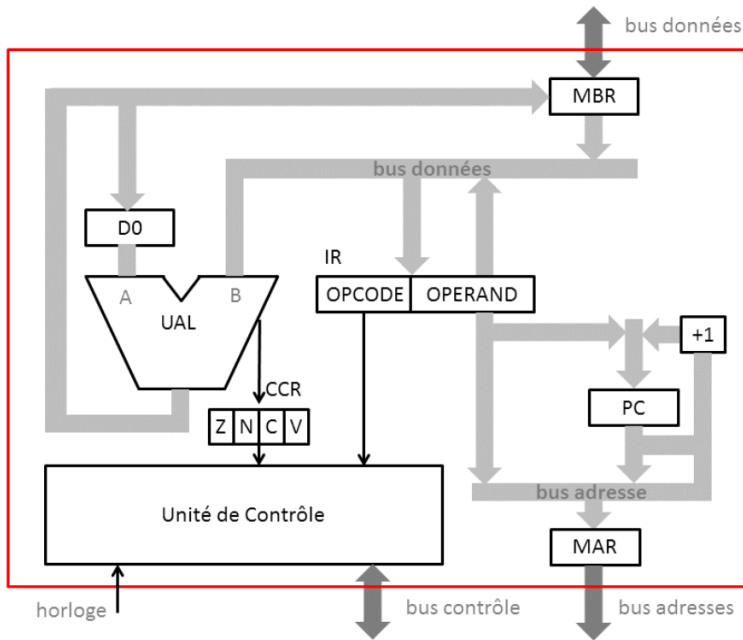 bus données
MBR
bus données
D0
IR
A
B
UAL
OPCODE
OPERAND
+1
CCR
PC
Z N C V
bus adresse
Unité de Contrôle
MAR
horloge
bus contrôle
bus adresses